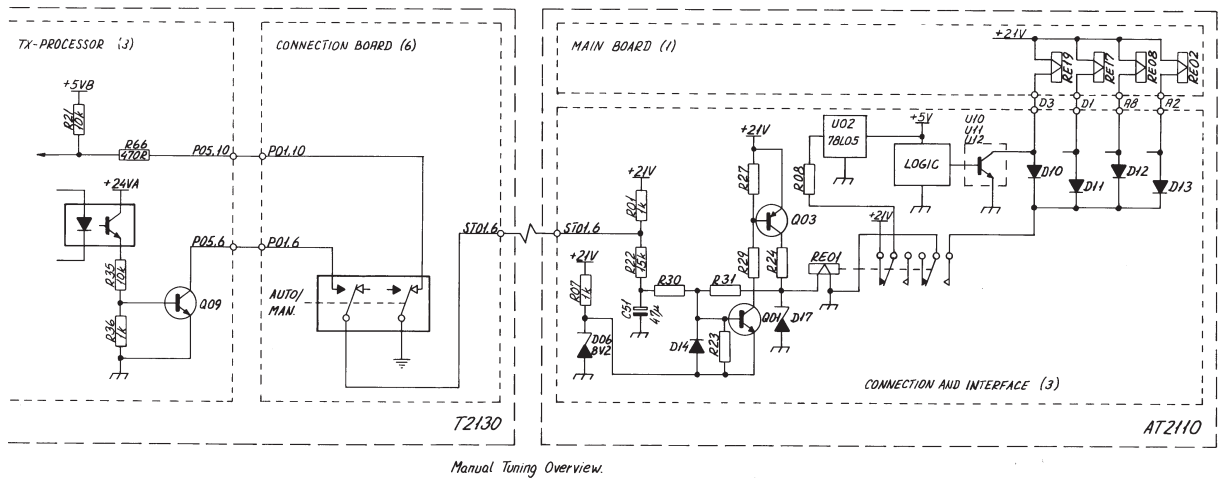 TX-PROCESSOR (3)
+5VB
R21
10k
R66
470R
P05.10
P01.10
+24VA
P05.6
P01.6
R35
10k
Q09
R36
1k
CONNECTION BOARD (6)
AUTO/
MAN.
ST01.6
T2130
MAIN BOARD (1)
+21V
RE19
RE17
RE08
RE02
D3
D1
A8
A2
ST01.6
+21V
R01
1k
R22
15k
+21V
R07
1k
D06
8V2
C51
47µ
R30
R31
D14
R23
Q01
D17
+21V
R27
Q03
R29
R24
U02
78L05
R08
RE01
+21V
+5V
LOGIC
U10
U11
U12
D10
D11
D12
D13
CONNECTION AND INTERFACE (3)
AT2110
Manual Tuning Overview.